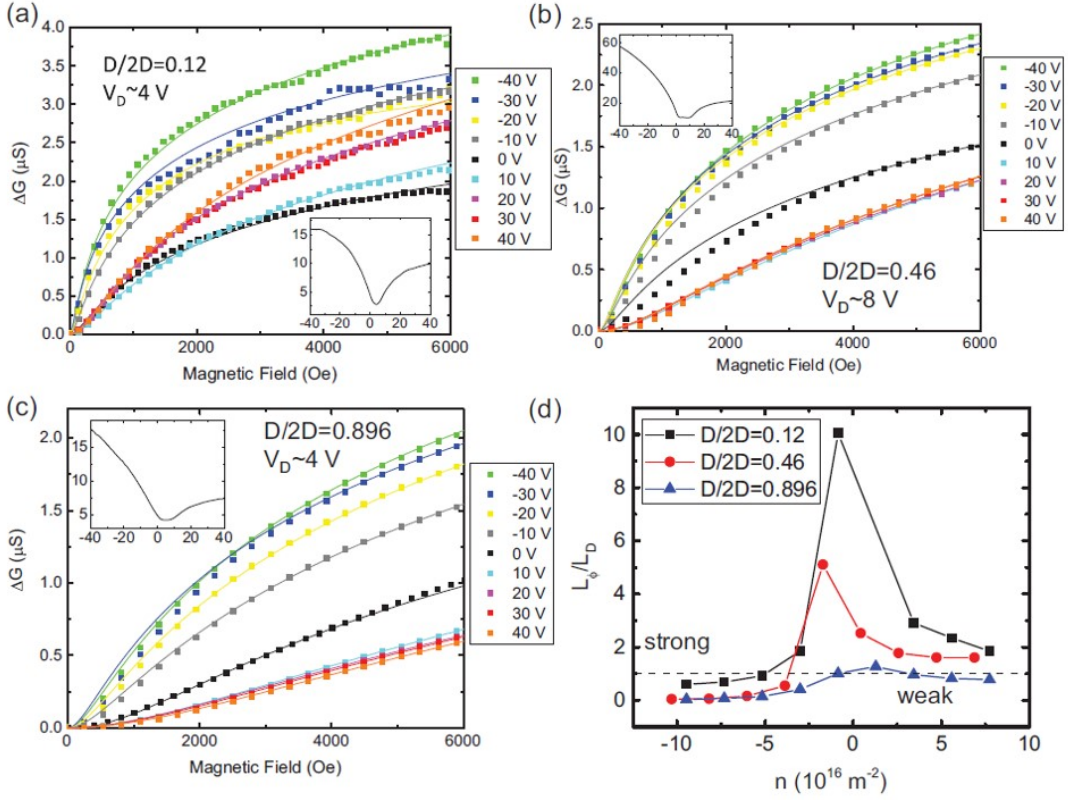 (a)
4.0
3.5
3.0
2.5
2.0
1.5
1.0
0.5
0.0
ΔG (µS)
D/2D=0.12
V_D~4 V
15
10
5
-40 -20 0 20 40
0 2000 4000 6000
Magnetic Field (Oe)
-40 V
-30 V
-20 V
-10 V
0 V
10 V
20 V
30 V
40 V
(b)
2.5
2.0
1.5
1.0
0.5
0.0
ΔG (µS)
60
40
20
-40 -20 0 20 40
D/2D=0.46
V_D~8 V
0 2000 4000 6000
Magnetic Field (Oe)
-40 V
-30 V
-20 V
-10 V
0 V
10 V
20 V
30 V
40 V
(c)
2.0
1.5
1.0
0.5
0.0
ΔG (µS)
15
10
5
-40 -20 0 20 40
D/2D=0.896
V_D~4 V
0 2000 4000 6000
Magnetic Field (Oe)
-40 V
-30 V
-20 V
-10 V
0 V
10 V
20 V
30 V
40 V
(d)
10
8
6
4
2
0
L_ϕ/L_D
D/2D=0.12
D/2D=0.46
D/2D=0.896
strong
weak
-10 -5 0 5 10
n (10^16 m^-2)